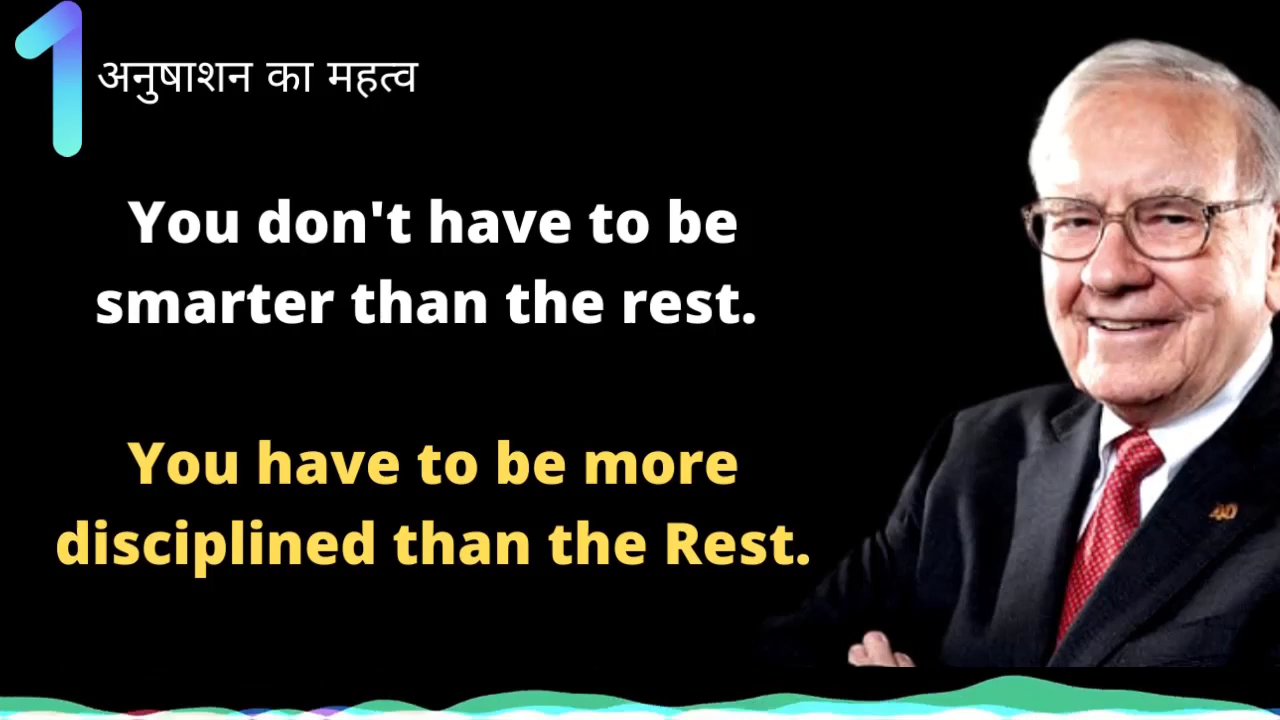 1 अनुषाशन का महत्व
You don't have to be
smarter than the rest.
You have to be more
disciplined than the Rest.